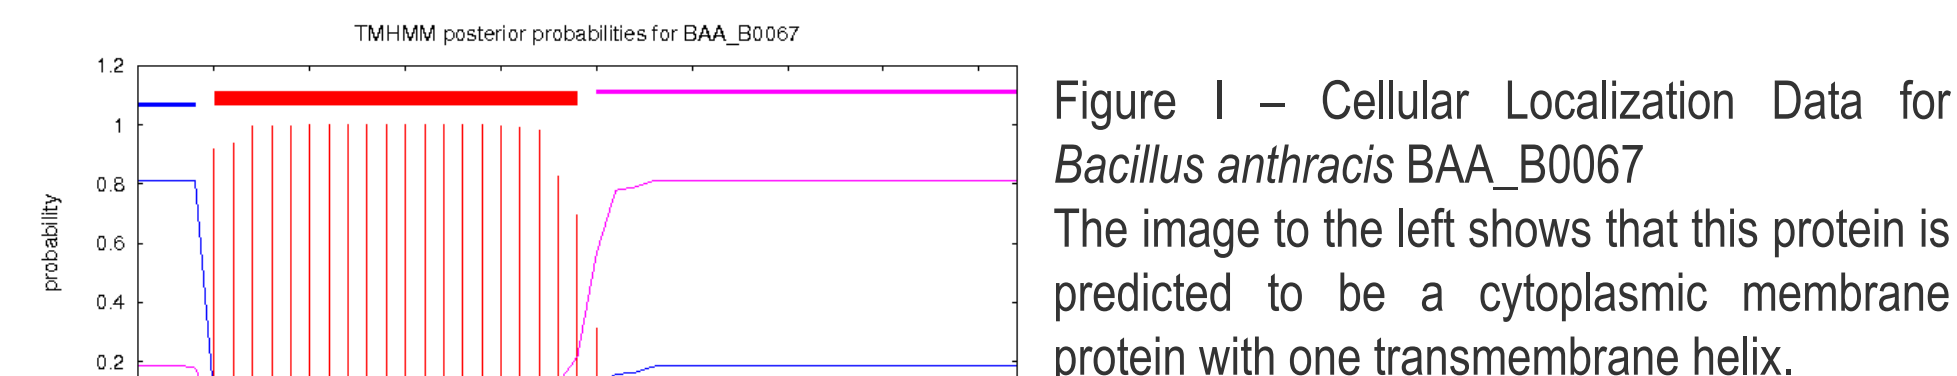 TMHMM posterior probabilities for BAA_B0067
1.2
1
0.8
0.6
0.4
0.2
probability
Figure I – Cellular Localization Data for
Bacillus anthracis BAA_B0067
The image to the left shows that this protein is
predicted to be a cytoplasmic membrane
protein with one transmembrane helix.